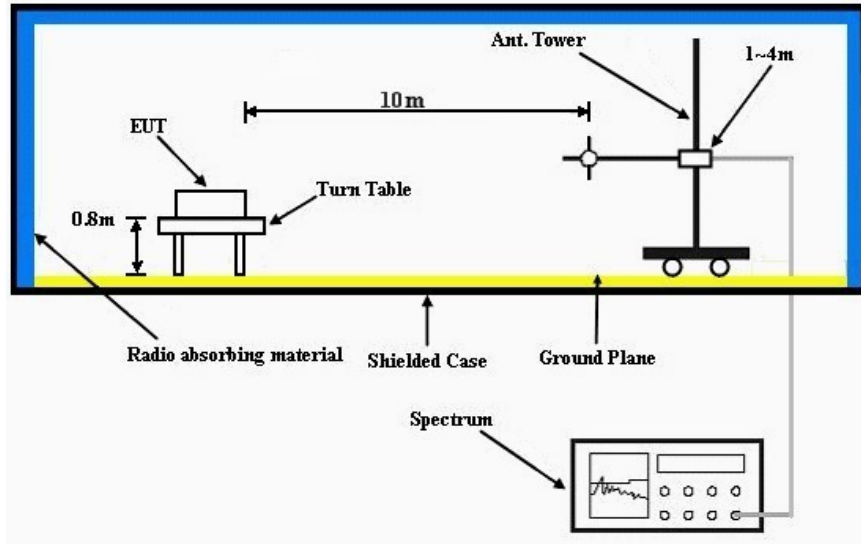 Ant. Tower
1~4m
10m
EUT
Turn Table
0.8m
Radio absorbing material
Shielded Case
Ground Plane
Spectrum